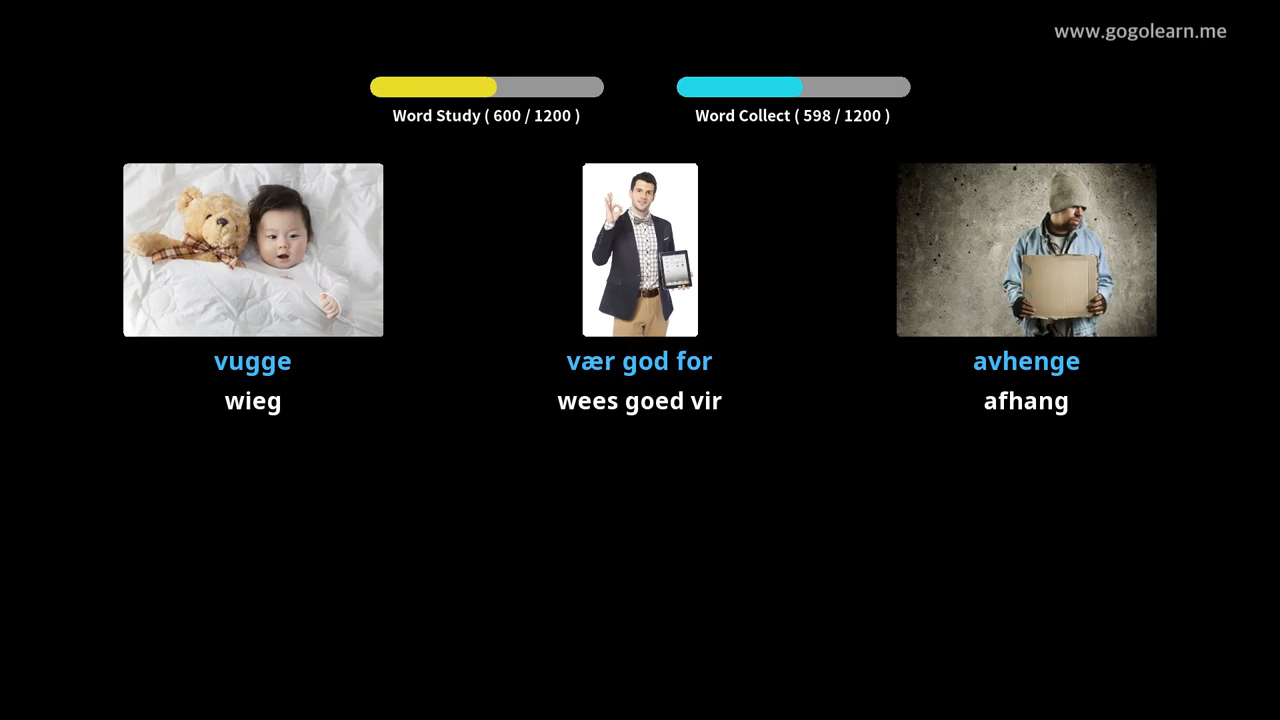 www.gogolearn.me
Word Study ( 600 / 1200 )
Word Collect ( 598 / 1200 )
vugge
wieg
vær god for
wees goed vir
avhenge
afhang